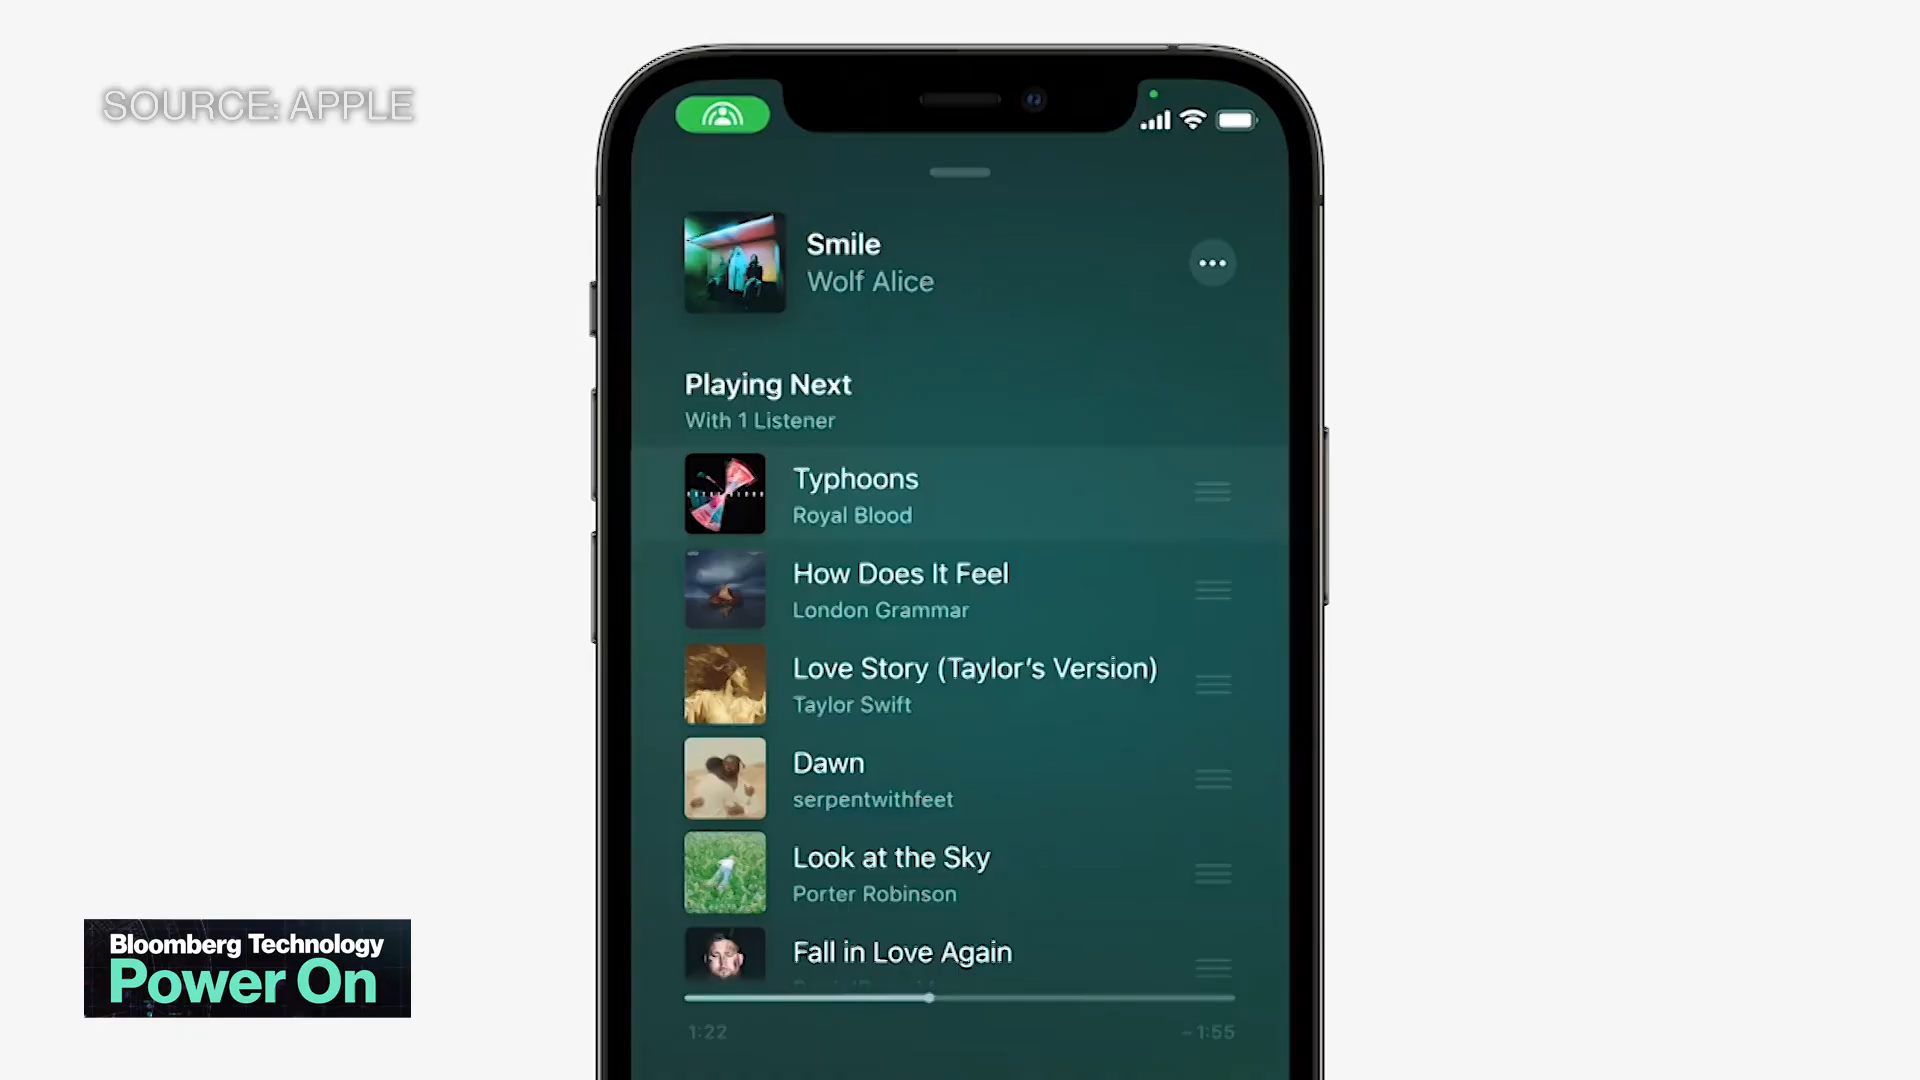 SOURCE: APPLE
Smile
Wolf Alice
Playing Next
With 1 Listener
Typhoons
Royal Blood
How Does It Feel
London Grammar
Love Story (Taylor’s Version)
Taylor Swift
Dawn
serpentwithfeet
Look at the Sky
Porter Robinson
Fall in Love Again
1:22
-1:55
Bloomberg Technology
Power On